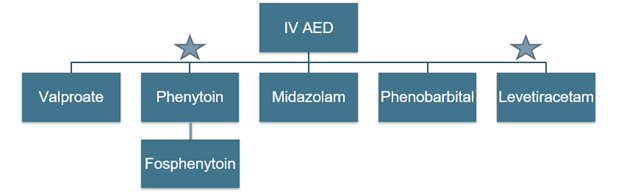 IV AED
Valproate
Phenytoin
Midazolam
Phenobarbital
Levetiracetam
Fosphenytoin